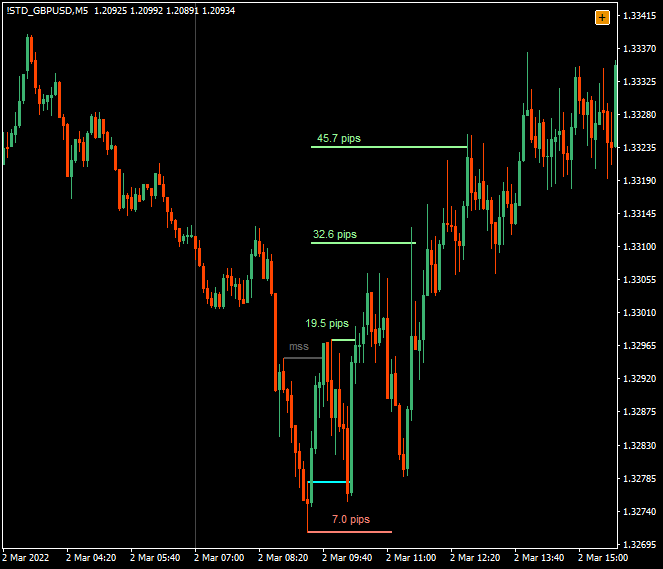 !STD_GBPUSD,M5 1.20925 1.20992 1.20891 1.20934
+
1.33415
1.33370
1.33325
1.33280
45.7 pips
1.33235
1.33190
1.33145
32.6 pips
1.33100
1.33055
1.33010
19.5 pips
mss
1.32965
1.32920
1.32875
1.32830
1.32785
7.0 pips
1.32740
1.32695
2 Mar 2022
2 Mar 04:20
2 Mar 05:40
2 Mar 07:00
2 Mar 08:20
2 Mar 09:40
2 Mar 11:00
2 Mar 12:20
2 Mar 13:40
2 Mar 15:00